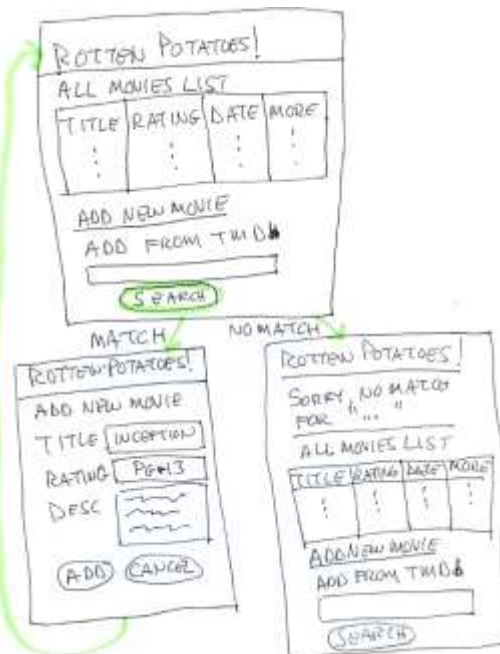 ROTTEN POTATOES!
ALL MOVIES LIST
TITLE RATING DATE MORE
ADD NEW MOVIE
ADD FROM TMDb
SEARCH
MATCH NO MATCH
ROTTEN POTATOES!
ADD NEW MOVIE
TITLE INCEPTION
RATING PG-13
DESC
ADD CANCEL
ROTTEN POTATOES!
SORRY, NO MATCH
FOR "..."
ALL MOVIES LIST
TITLE RATING DATE MORE
ADD NEW MOVIE
ADD FROM TMDb
SEARCH